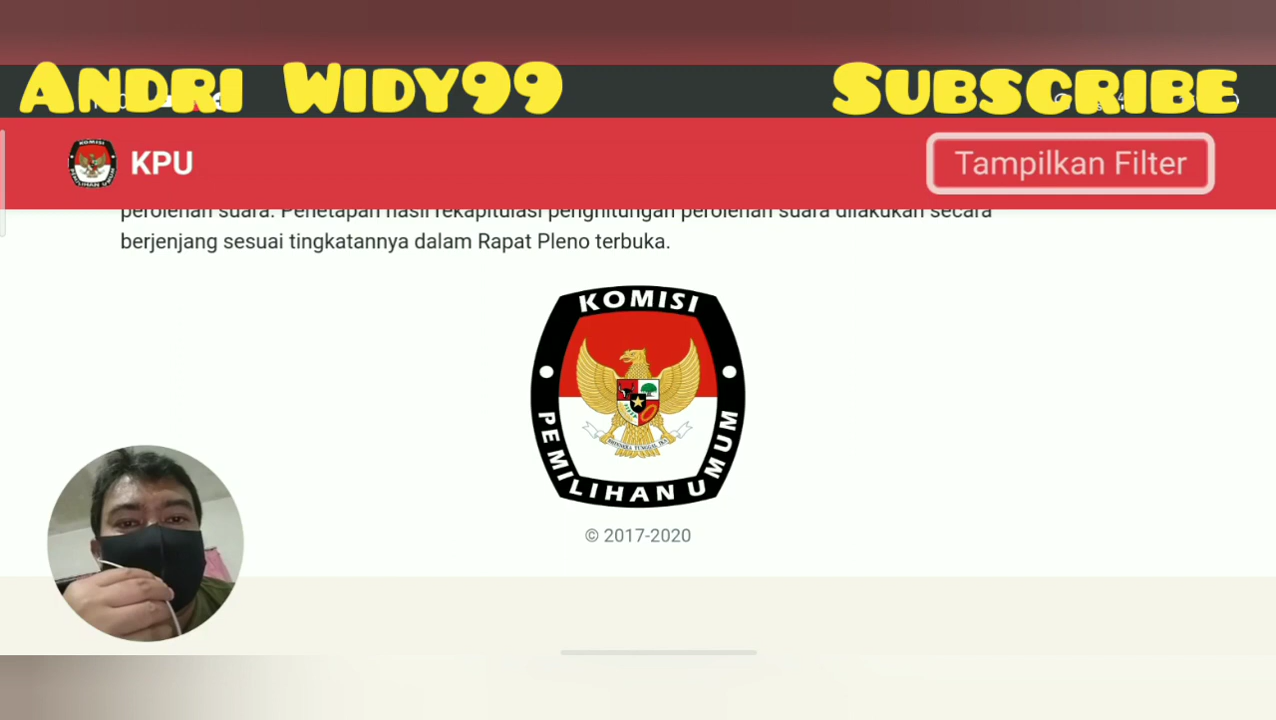 Andri Widy99
Subscribe
KPU
Tampilkan Filter
perolehan suara. Penetapan hasil rekapitulasi penghitungan perolehan suara dilakukan secara
berjenjang sesuai tingkatannya dalam Rapat Pleno terbuka.
KOMISI
PEMILIHAN UMUM
© 2017-2020